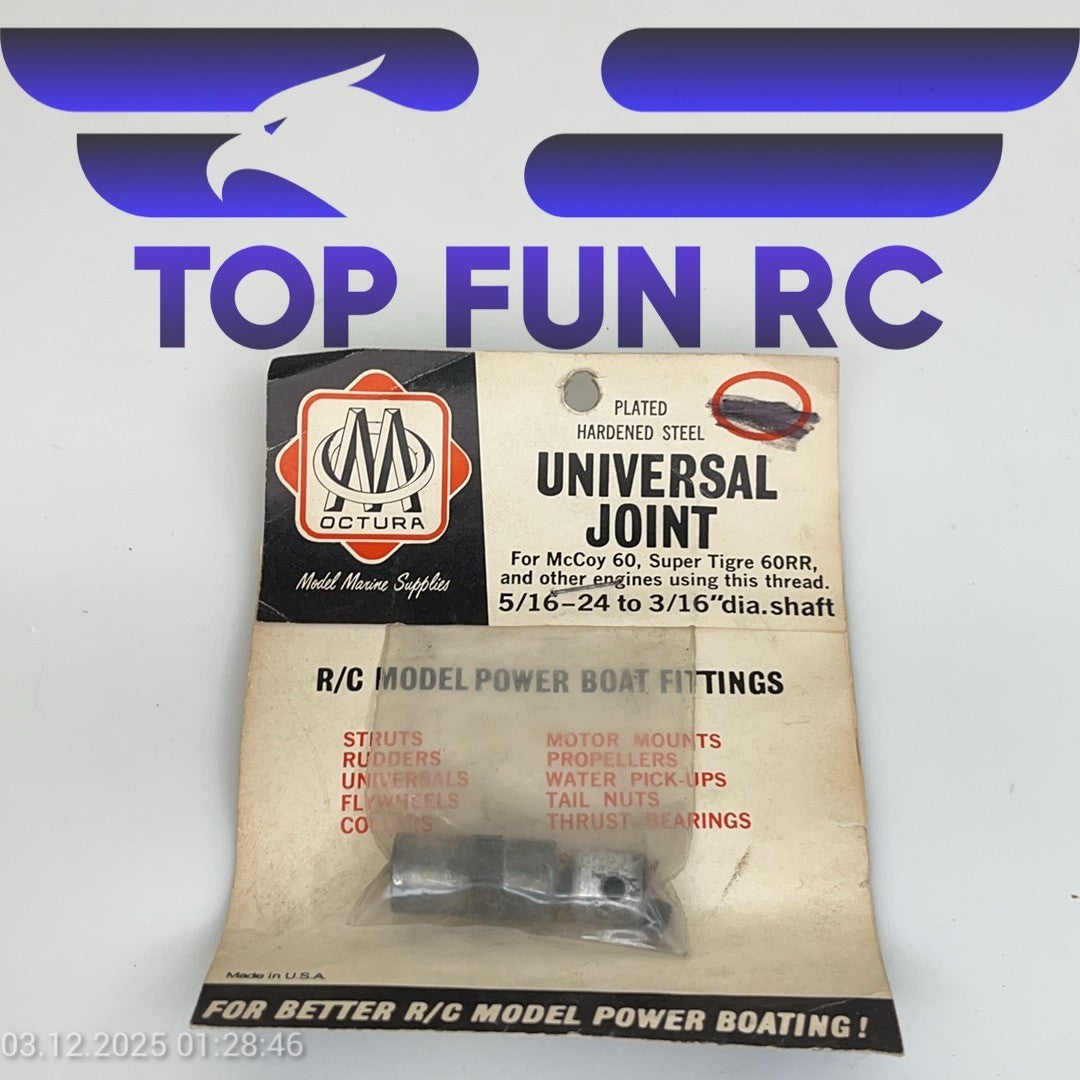 TOP FUN RC
OCTURA
Model Marine Supplies
PLATED
HARDENED STEEL
UNIVERSAL
JOINT
For McCoy 60, Super Tigre 60RR,
and other engines using this thread.
5/16-24 to 3/16" dia. shaft
R/C MODEL POWER BOAT FITTINGS
STRUTS
RUDDERS
UNIVERSALS
FLYWHEELS
MOTOR MOUNTS
PROPELLERS
WATER PICK-UPS
TAIL NUTS
THRUST BEARINGS
Made in U.S.A.
FOR BETTER R/C MODEL POWER BOATING!
03.12.2025 01:28:46